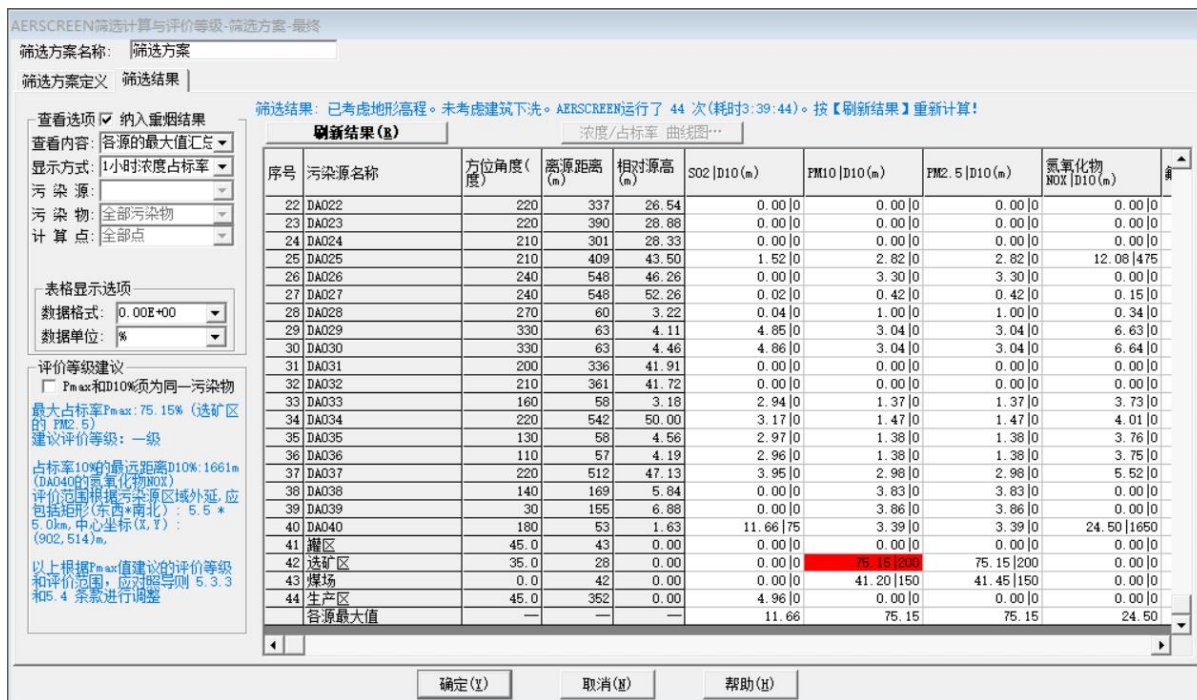 AERSCREEN筛选计算与评价等级-筛选方案-最终
筛选方案名称: 筛选方案
筛选方案定义 筛选结果
查看选项 纳入重烟结果
查看内容: 各源的最大值汇总
显示方式: 1小时浓度占标率
污 染 源:
污 染 物: 全部污染物
计 算 点: 全部点
表格显示选项
数据格式: 0.00E+00
数据单位: %
评价等级建议
Pmax和D10%须为同一污染物
最大占标率Pmax:75.15% (选矿区
的 PM2.5)
建议评价等级: 一级
占标率10%的最远距离D10%:1661m
(DA040的氮氧化物NOX)
评价范围根据污染源区域外延,应
包括矩形(东西*南北): 5.5 *
5.0km,中心坐标(X,Y):
(902,514)m,
以上根据Pmax值建议的评价等级
和评价范围, 应对照导则 5.3.3
和5.4 条款进行调整
筛选结果: 已考虑地形高程。未考虑建筑下洗。AERSCREEN运行了 44 次(耗时3:39:44)。按【刷新结果】重新计算!
刷新结果(R) 浓度/占标率 曲线图…
序号 污染源名称 方位角度(度) 离源距离(m) 相对源高(m) SO2|D10(m) PM10|D10(m) PM2.5|D10(m) 氮氧化物NOX|D10(m)
22 DA022 220 337 26.54 0.00|0 0.00|0 0.00|0 0.00|0
23 DA023 220 390 28.88 0.00|0 0.00|0 0.00|0 0.00|0
24 DA024 210 301 28.33 0.00|0 0.00|0 0.00|0 0.00|0
25 DA025 210 409 43.50 1.52|0 2.82|0 2.82|0 12.08|475
26 DA026 240 548 46.26 0.00|0 3.30|0 3.30|0 0.00|0
27 DA027 240 548 52.26 0.02|0 0.42|0 0.42|0 0.15|0
28 DA028 270 60 3.22 0.04|0 1.00|0 1.00|0 0.34|0
29 DA029 330 63 4.11 4.85|0 3.04|0 3.04|0 6.63|0
30 DA030 330 63 4.46 4.86|0 3.04|0 3.04|0 6.64|0
31 DA031 200 336 41.91 0.00|0 0.00|0 0.00|0 0.00|0
32 DA032 210 361 41.72 0.00|0 0.00|0 0.00|0 0.00|0
33 DA033 160 58 3.18 2.94|0 1.37|0 1.37|0 3.73|0
34 DA034 220 542 50.00 3.17|0 1.47|0 1.47|0 4.01|0
35 DA035 130 58 4.56 2.97|0 1.38|0 1.38|0 3.76|0
36 DA036 110 57 4.19 2.96|0 1.38|0 1.38|0 3.75|0
37 DA037 220 512 47.13 3.95|0 2.98|0 2.98|0 5.52|0
38 DA038 140 169 5.84 0.00|0 3.83|0 3.83|0 0.00|0
39 DA039 30 155 6.88 0.00|0 3.86|0 3.86|0 0.00|0
40 DA040 180 53 1.63 11.66|75 3.39|0 3.39|0 24.50|1650
41 罐区 45.0 43 0.00 0.00|0 0.00|0 0.00|0 0.00|0
42 选矿区 35.0 28 0.00 0.00|0 75.15|200 75.15|200 0.00|0
43 煤场 0.0 42 0.00 0.00|0 41.20|150 41.45|150 0.00|0
44 生产区 45.0 352 0.00 4.96|0 0.00|0 0.00|0 0.00|0
各源最大值 — — — 11.66 75.15 75.15 24.50
确定(Y) 取消(N) 帮助(H)